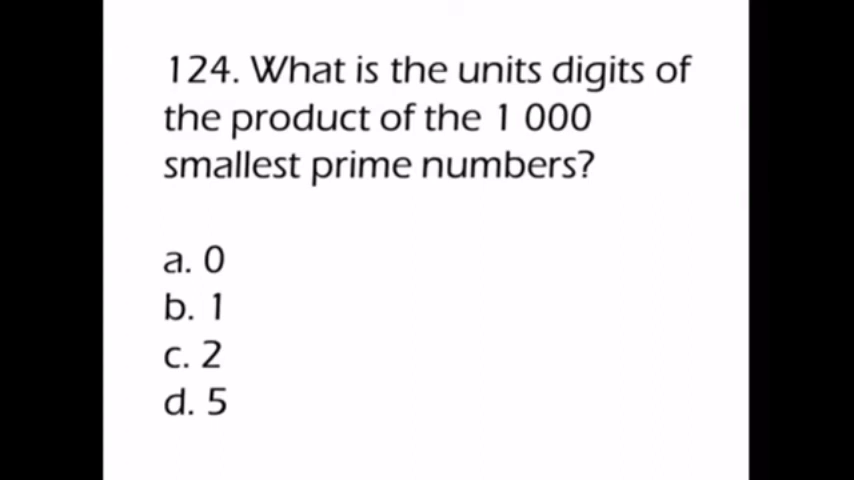 124. What is the units digits of
the product of the 1 000
smallest prime numbers?
a. 0
b. 1
c. 2
d. 5